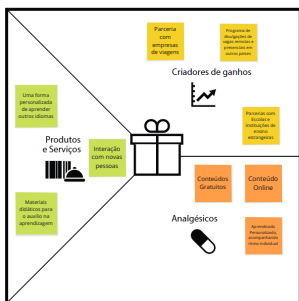 Parceria
com
empresas
de viagens
Programa de
divulgações de
vagas remotas e
presenciais em
outros países
Criadores de ganhos
Parcerias com
Escolas e
instituições de
ensino
estrangeiros
Uma forma
personalizada
de aprender
outros idiomas
Produtos
e Serviços
Interação
com novas
pessoas
Materiais
didáticos para
o auxílio na
aprendizagem
Conteúdos
Gratuitos
Conteúdo
Online
Analgésicos
Aprendizado
Personalizado,
acompanhando
ritmo individual